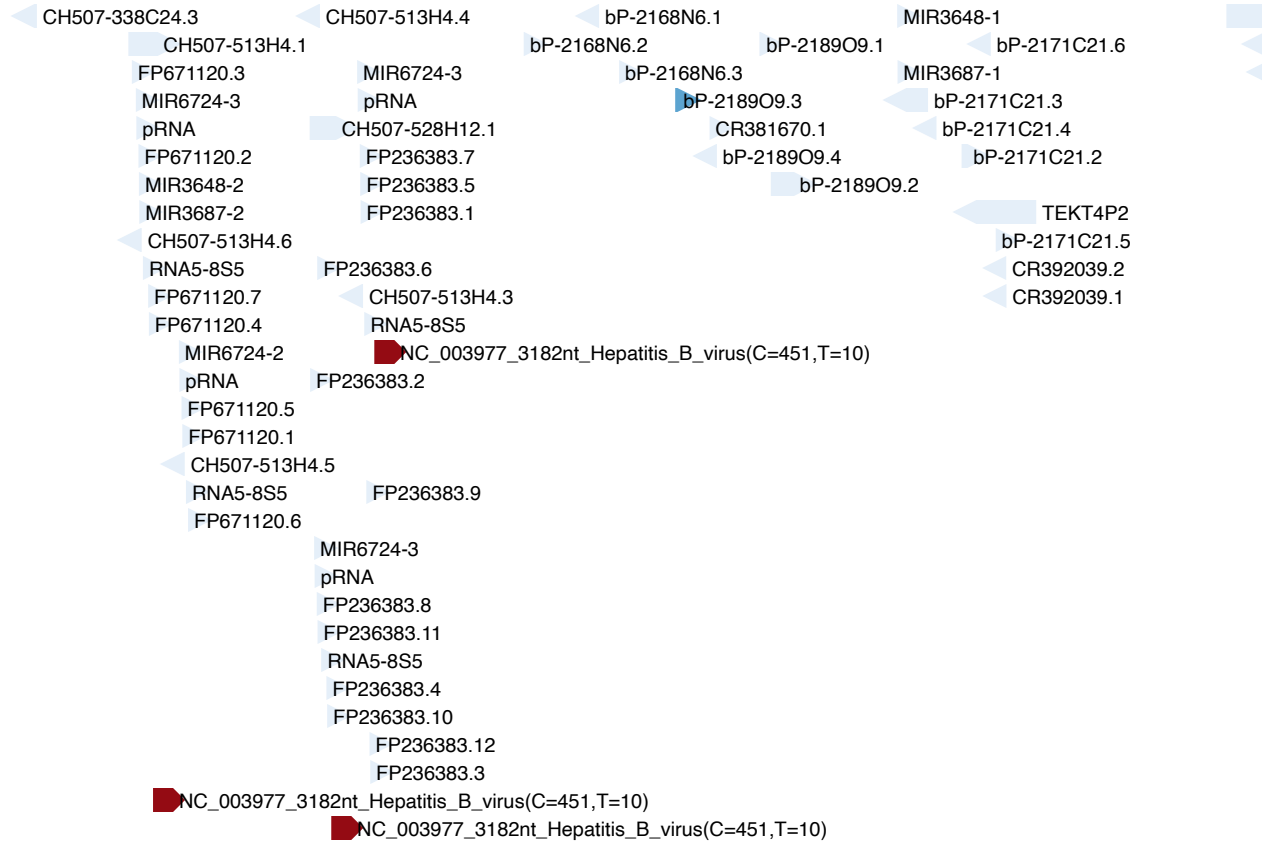 CH507-338C24.3 CH507-513H4.4 bP-2168N6.1 MIR3648-1
CH507-513H4.1 bP-2168N6.2 bP-2189O9.1 bP-2171C21.6
FP671120.3 MIR6724-3 bP-2168N6.3 MIR3687-1
MIR6724-3 pRNA bP-2189O9.3 bP-2171C21.3
pRNA CH507-528H12.1 CR381670.1 bP-2171C21.4
FP671120.2 FP236383.7 bP-2189O9.4 bP-2171C21.2
MIR3648-2 FP236383.5 bP-2189O9.2
MIR3687-2 FP236383.1 TEKT4P2
CH507-513H4.6 bP-2171C21.5
RNA5-8S5 FP236383.6 CR392039.2
FP671120.7 CH507-513H4.3 CR392039.1
FP671120.4 RNA5-8S5
MIR6724-2 NC_003977_3182nt_Hepatitis_B_virus(C=451,T=10)
pRNA FP236383.2
FP671120.5
FP671120.1
CH507-513H4.5
RNA5-8S5 FP236383.9
FP671120.6
MIR6724-3
pRNA
FP236383.8
FP236383.11
RNA5-8S5
FP236383.4
FP236383.10
FP236383.12
FP236383.3
NC_003977_3182nt_Hepatitis_B_virus(C=451,T=10)
NC_003977_3182nt_Hepatitis_B_virus(C=451,T=10)